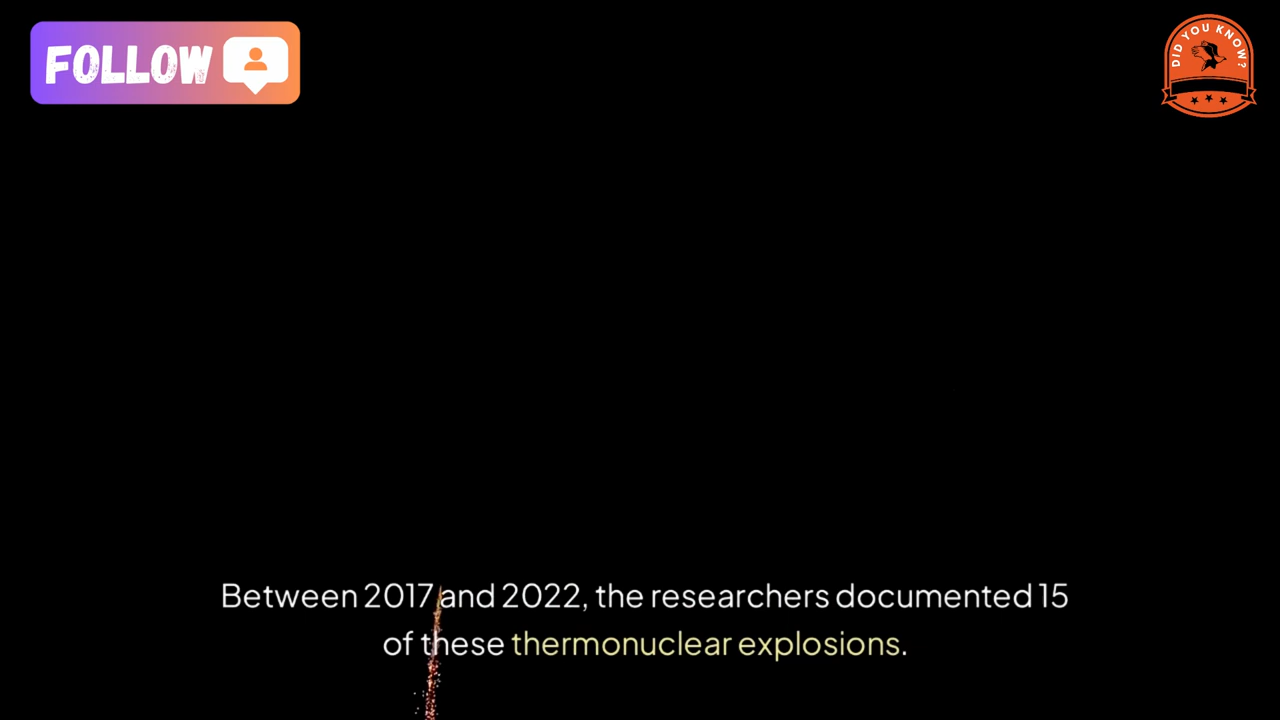 FOLLOW
DID YOU KNOW?
Between 2017 and 2022, the researchers documented 15
of these thermonuclear explosions.